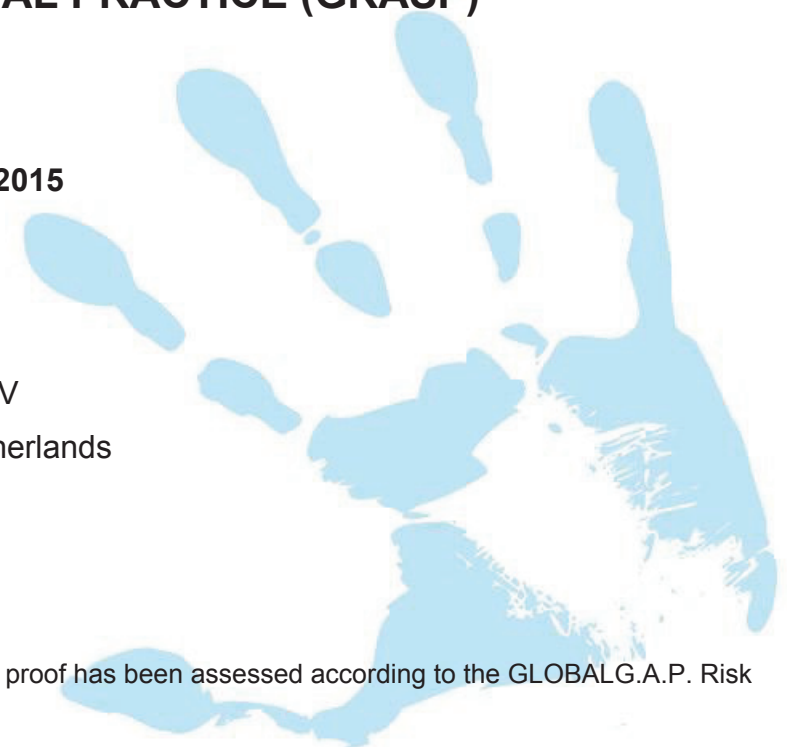 AL PRACTICE (GRASP)
2015
V
herlands
proof has been assessed according to the GLOBALG.A.P. Risk